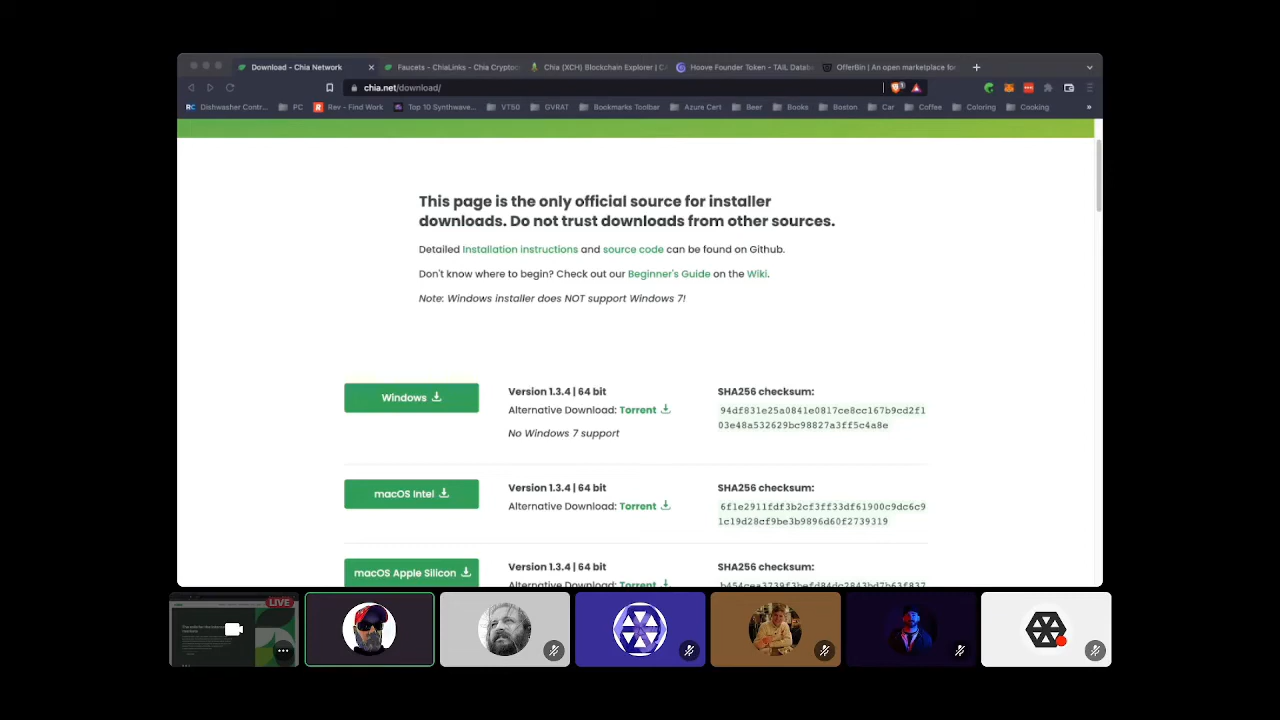 Download - Chia Network
Faucets - ChiaLinks - Chia Cryptoc
Chia (XCH) Blockchain Explorer | C
Hoove Founder Token - TAIL Datab
OfferBin | An open marketplace for
chia.net/download/
RC Dishwasher Contr...
PC
Rev - Find Work
Top 10 Synthwave...
VT50
GVRAT
Bookmarks Toolbar
Azure Cert
Beer
Books
Boston
Car
Coffee
Coloring
Cooking
»
This page is the only official source for installer
downloads. Do not trust downloads from other sources.
Detailed Installation instructions and source code can be found on Github.
Don't know where to begin? Check out our Beginner's Guide on the Wiki.
Note: Windows installer does NOT support Windows 7!
Windows
Version 1.3.4 | 64 bit
Alternative Download: Torrent
No Windows 7 support
SHA256 checksum:
94df831e25a0841e0817ce8cc167b9cd2f1
03e48a532629bc98827a3ff5c4a8e
macOS Intel
Version 1.3.4 | 64 bit
Alternative Download: Torrent
SHA256 checksum:
6f1e2911fdf3b2cf3ff33df61900c9dc6c9
1c19d28cf9be3b9896d60f2739319
macOS Apple Silicon
Version 1.3.4 | 64 bit
Alternative Download: Torrent
SHA256 checksum:
LIVE